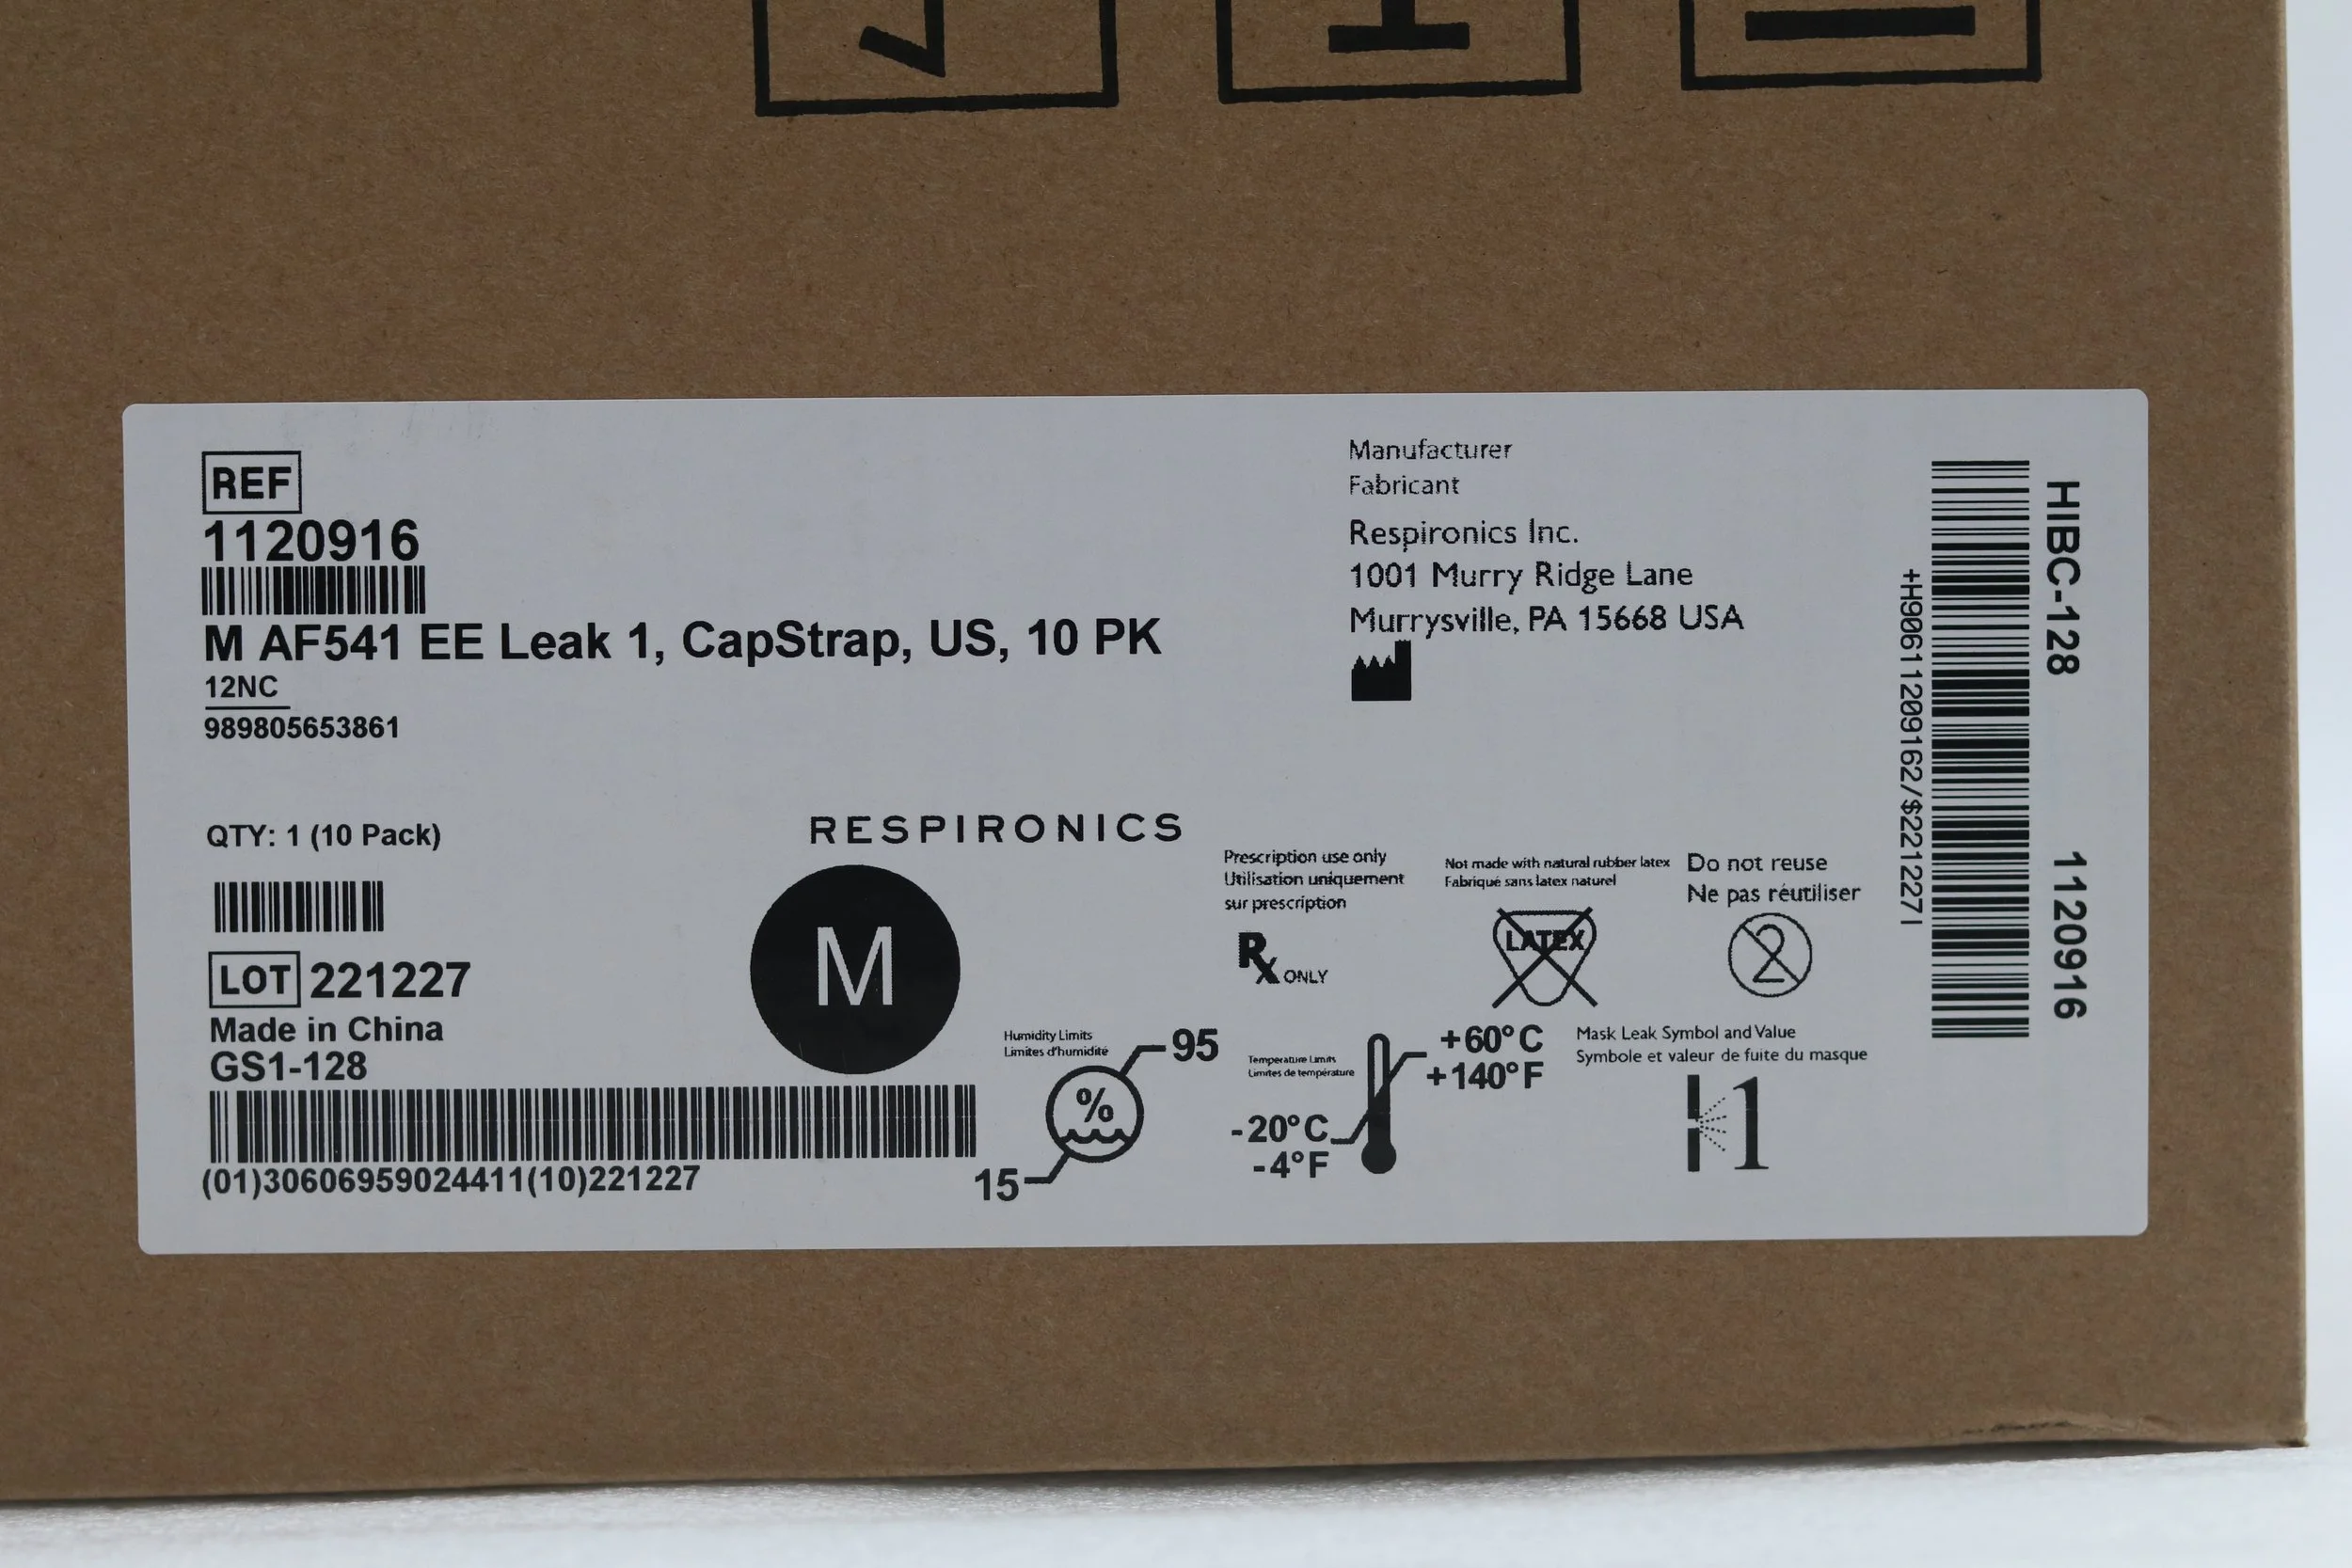 REF
1120916
M AF541 EE Leak 1, CapStrap, US, 10 PK
12NC
989805653861
QTY: 1 (10 Pack)
LOT 221227
Made in China
GS1-128
(01)30606959024411(10)221227
RESPIRONICS
M
Manufacturer
Fabricant
Respironics Inc.
1001 Murry Ridge Lane
Murrysville, PA 15668 USA
Prescription use only
Utilisation uniquement
sur prescription
Rx ONLY
Not made with natural rubber latex
Fabriqué sans latex naturel
LATEX
Do not reuse
Ne pas réutiliser
2
Humidity Limits
Limites d'humidité
95
%
15
Temperature Limits
Limites de température
+60°C
+140°F
-20°C
-4°F
Mask Leak Symbol and Value
Symbole et valeur de fuite du masque
1
+H90611209162/$221227I
HIBC-128
1120916